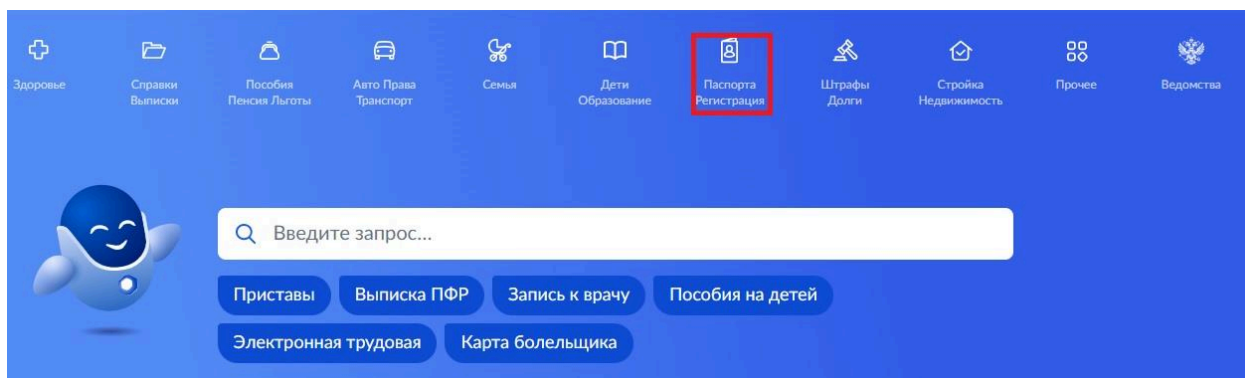 Здоровье
Справки
Выписки
Пособия
Пенсия Льготы
Авто Права
Транспорт
Семья
Дети
Образование
Паспорта
Регистрация
Штрафы
Долги
Стройка
Недвижимость
Прочее
Ведомства
Введите запрос...
Приставы
Выписка ПФР
Запись к врачу
Пособия на детей
Электронная трудовая
Карта болельщика